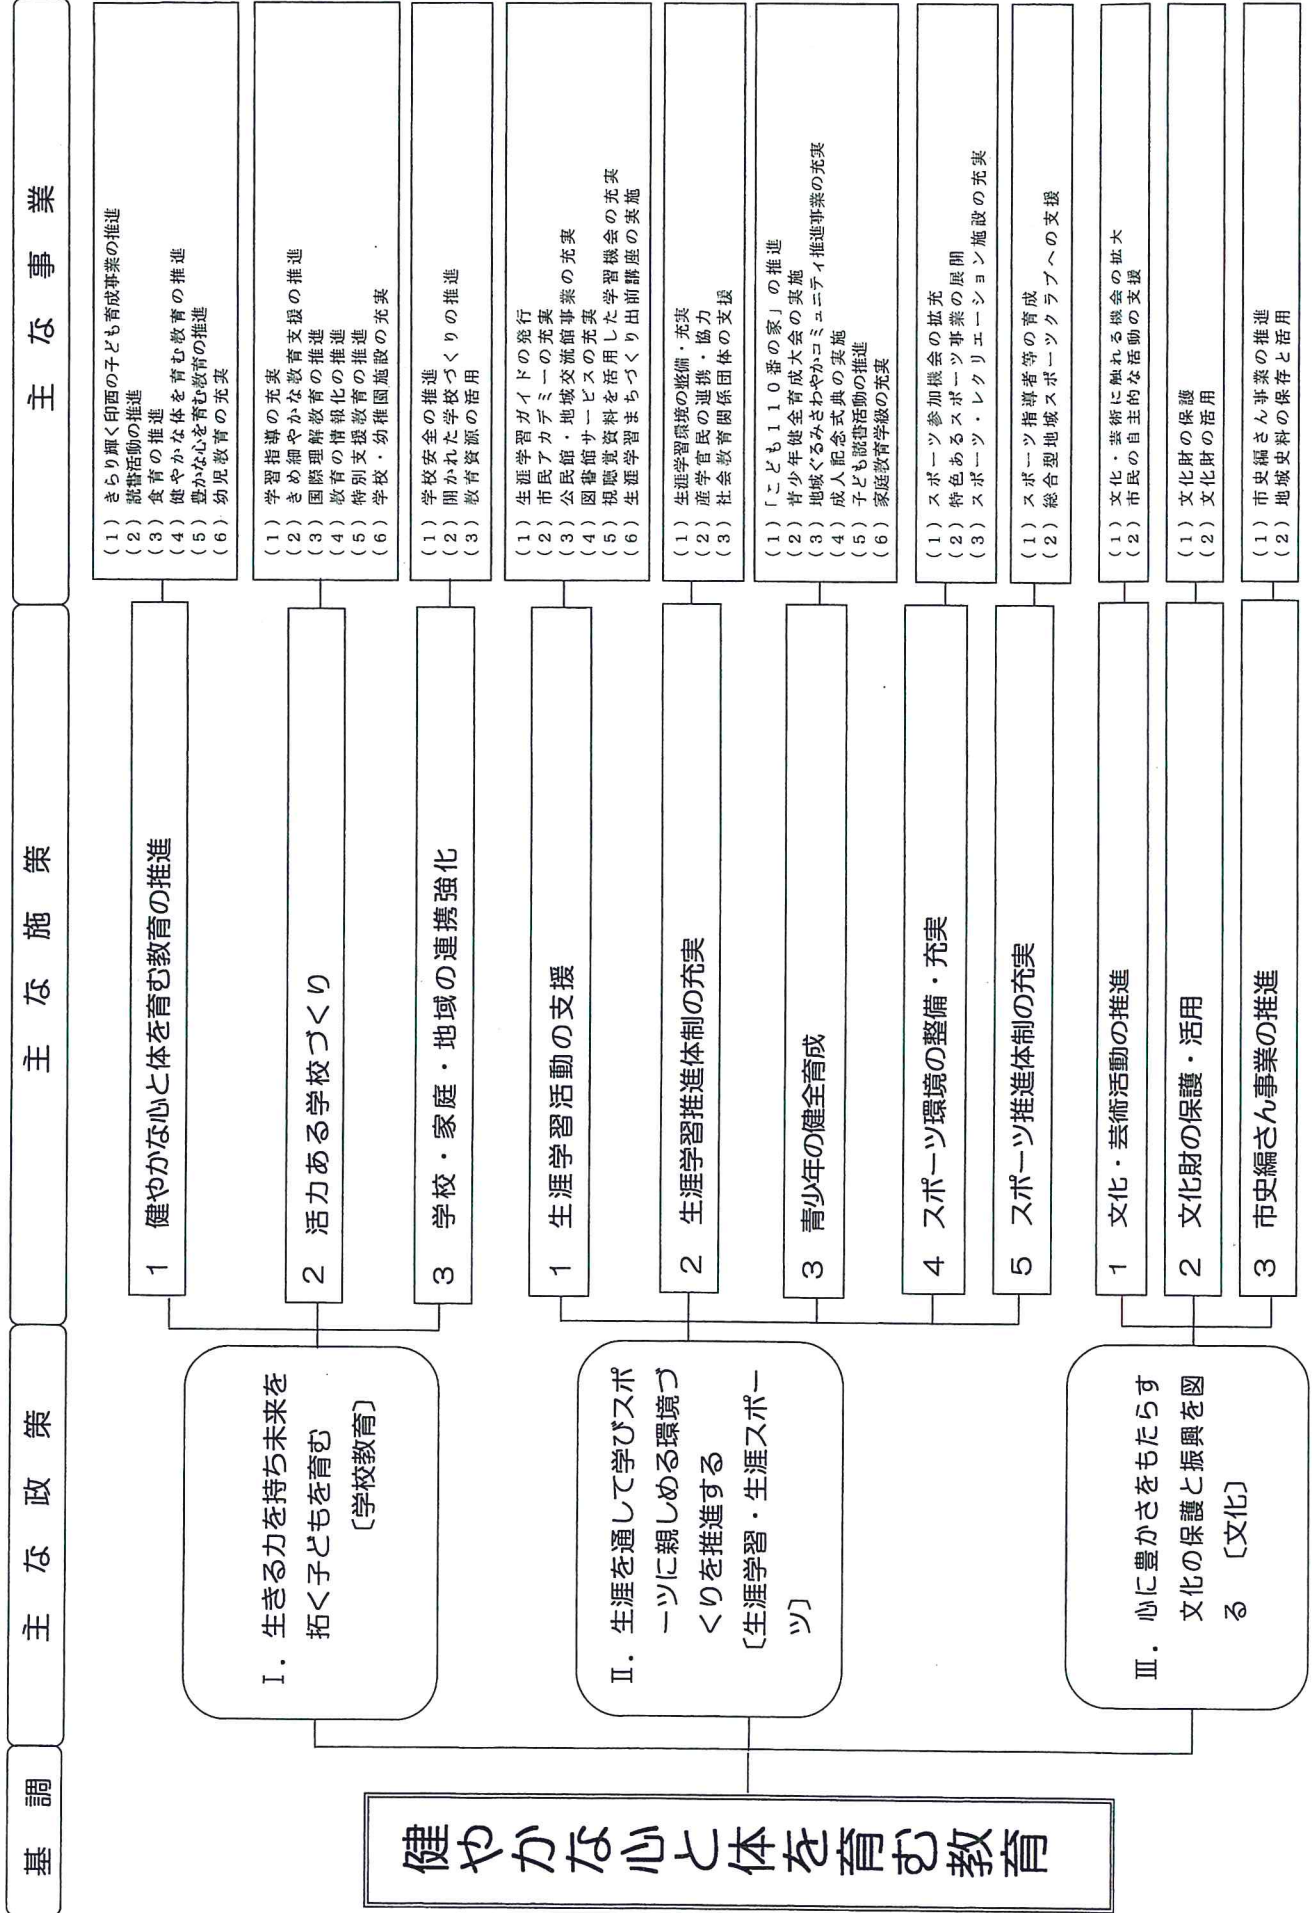 基調
主な政策
主な施策
主な事業
健やかな心と体を育む教育
Ⅰ．生きる力を持ち未来を
拓く子どもを育む
〔学校教育〕
1 健やかな心と体を育む教育の推進
(1) きらり輝く印西の子ども育成事業の推進
(2) 読書活動の推進
(3) 食育の推進
(4) 健やかな体を育む教育の推進
(5) 豊かな心を育む教育の推進
(6) 幼児教育の充実
2 活力ある学校づくり
(1) 学習指導の充実
(2) きめ細やかな教育支援の推進
(3) 国際理解教育の推進
(4) 教育の情報化の推進
(5) 特別支援教育の推進
(6) 学校・幼稚園施設の充実
3 学校・家庭・地域の連携強化
(1) 学校安全の推進
(2) 開かれた学校づくりの推進
(3) 教育資源の活用
Ⅱ．生涯を通して学びスポ
ーツに親しめる環境づ
くりを推進する
〔生涯学習・生涯スポー
ツ〕
1 生涯学習活動の支援
(1) 生涯学習ガイドの発行
(2) 市民アカデミーの充実
(3) 公民館・地域交流館事業の充実
(4) 図書館サービスの充実
(5) 視聴覚資料を活用した学習機会の充実
(6) 生涯学習まちづくり出前講座の実施
2 生涯学習推進体制の充実
(1) 生涯学習環境の整備・充実
(2) 産学官民の連携・協力
(3) 社会教育関係団体の支援
3 青少年の健全育成
(1) 「こども110番の家」の推進
(2) 青少年健全育成大会の実施
(3) 地域ぐるみさわやかコミュニティ推進事業の充実
(4) 成人記念式典の実施
(5) 子ども読書活動の推進
(6) 家庭教育学級の充実
4 スポーツ環境の整備・充実
(1) スポーツ参加機会の拡充
(2) 特色あるスポーツ事業の展開
(3) スポーツ・レクリエーション施設の充実
5 スポーツ推進体制の充実
(1) スポーツ指導者等の育成
(2) 総合型地域スポーツクラブへの支援
Ⅲ．心に豊かさをもたらす
文化の保護と振興を図
る 〔文化〕
1 文化・芸術活動の推進
(1) 文化・芸術に触れる機会の拡大
(2) 市民の自主的な活動の支援
2 文化財の保護・活用
(1) 文化財の保護
(2) 文化財の活用
3 市史編さん事業の推進
(1) 市史編さん事業の推進
(2) 地域史料の保存と活用